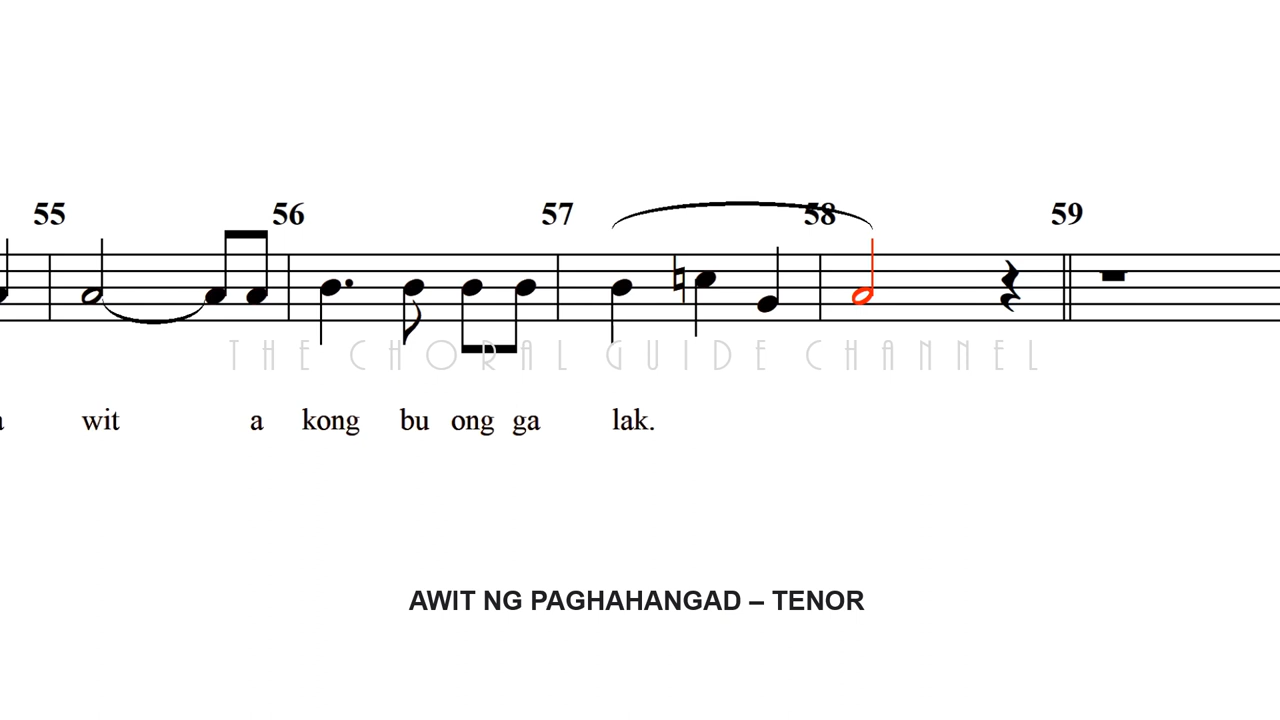 55 56 57 58 59
THE CHORAL GUIDE CHANNEL
a wit a kong bu ong ga lak.
AWIT NG PAGHAHANGAD – TENOR